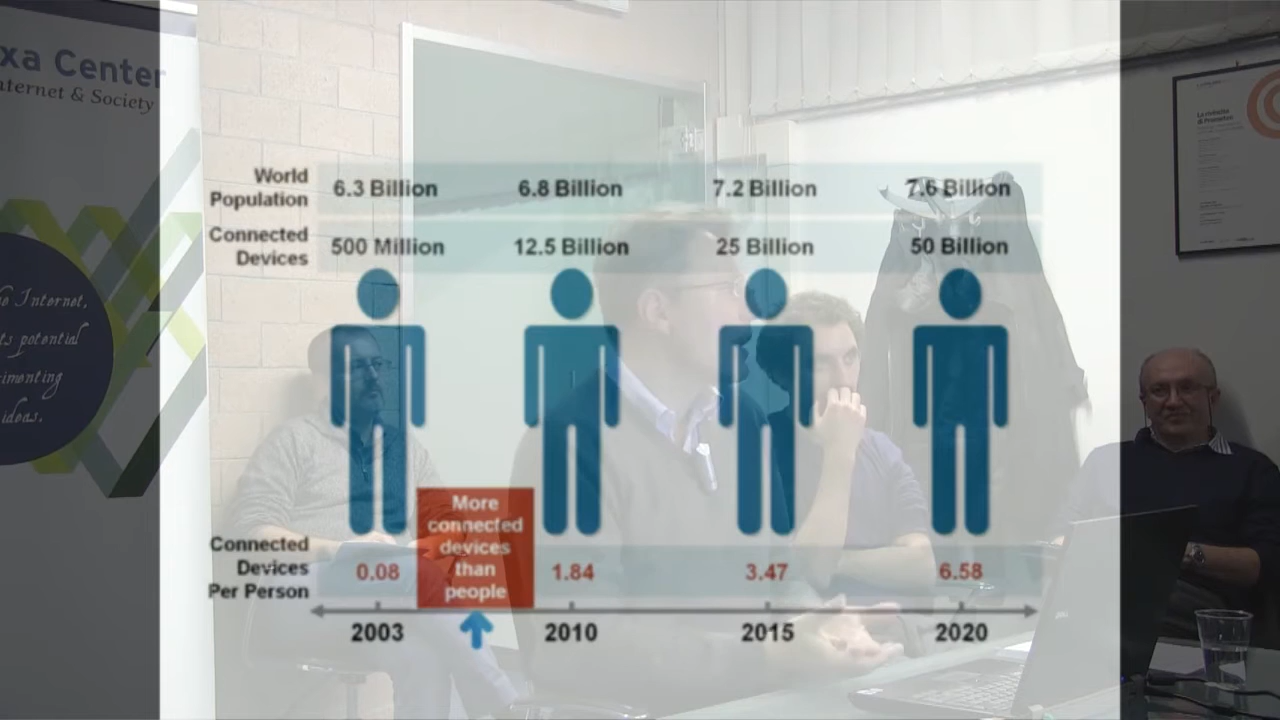 xa Center
nternet & Society
e Internet,
ts potential
imenting
ideas.
World
Population
6.3 Billion
6.8 Billion
7.2 Billion
7.6 Billion
Connected
Devices
500 Million
12.5 Billion
25 Billion
50 Billion
More
connected
devices
than
people
Connected
Devices
Per Person
0.08
1.84
3.47
6.58
2003
2010
2015
2020